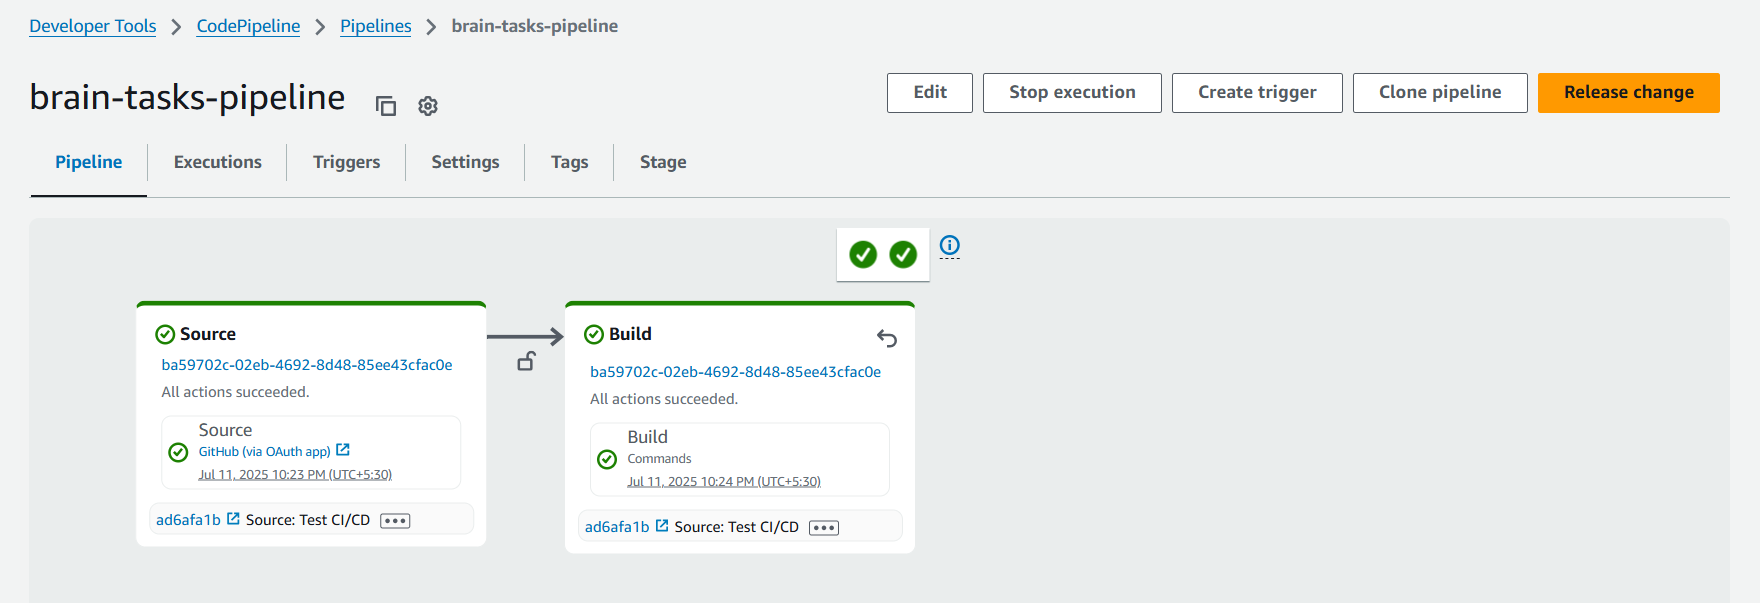 Developer Tools > CodePipeline > Pipelines > brain-tasks-pipeline
brain-tasks-pipeline
Edit
Stop execution
Create trigger
Clone pipeline
Release change
Pipeline
Executions
Triggers
Settings
Tags
Stage
Source
ba59702c-02eb-4692-8d48-85ee43cfac0e
All actions succeeded.
Source
GitHub (via OAuth app)
Jul 11, 2025 10:23 PM (UTC+5:30)
ad6afa1b Source: Test CI/CD
Build
ba59702c-02eb-4692-8d48-85ee43cfac0e
All actions succeeded.
Build
Commands
Jul 11, 2025 10:24 PM (UTC+5:30)
ad6afa1b Source: Test CI/CD